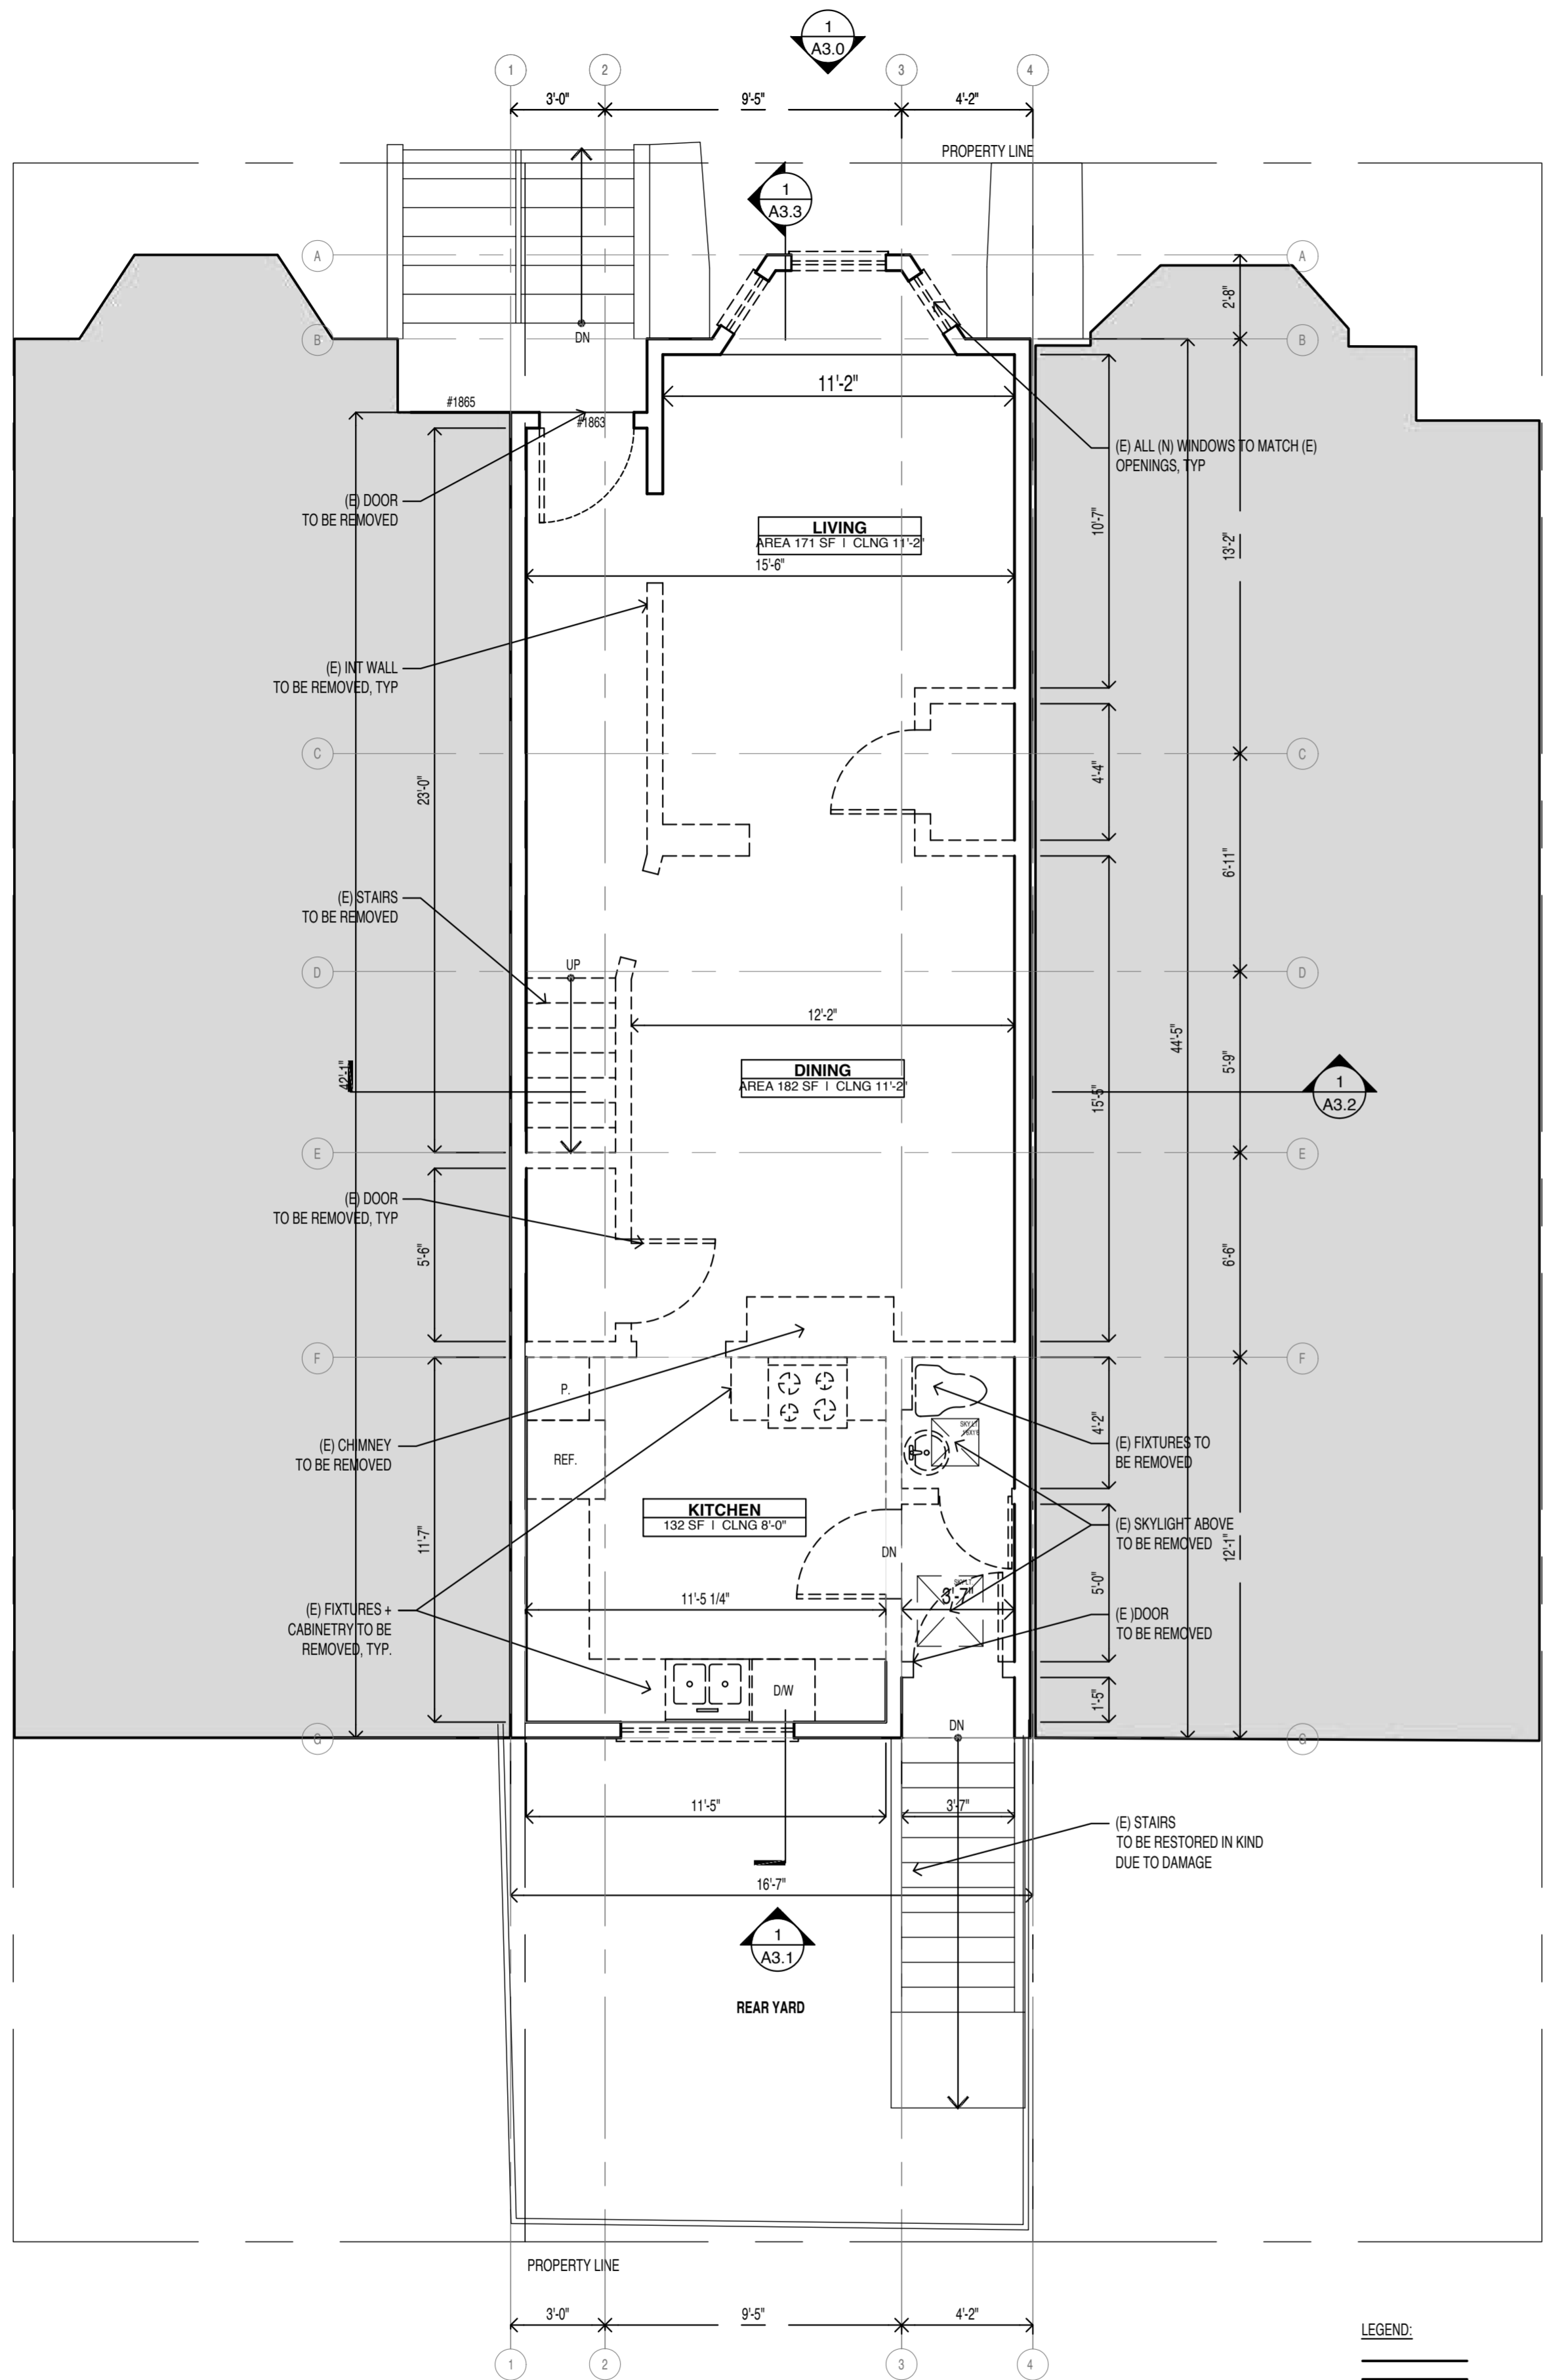 1
A3.0
1
2
3
4
3'-0"
9'-5"
4'-2"
PROPERTY LINE
1
A3.3
A
A
2'-8"
B
B
DN
11'-2"
#1865
#1863
(E) ALL (N) WINDOWS TO MATCH (E)
OPENINGS, TYP
(E) DOOR
TO BE REMOVED
10'-7"
13'-2"
LIVING
AREA 171 SF | CLNG 11'-2"
15'-6"
(E) INT WALL
TO BE REMOVED, TYP
C
C
23'-0"
4'-4"
6'-11"
(E) STAIRS
TO BE REMOVED
D
D
UP
12'-2"
44'-5"
5'-9"
42'-1"
DINING
AREA 182 SF | CLNG 11'-2"
15'-5"
1
A3.2
E
E
(E) DOOR
TO BE REMOVED, TYP
5'-6"
6'-6"
F
F
P.
4'-2"
(E) CHIMNEY
TO BE REMOVED
REF.
SKYLT
(E) FIXTURES TO
BE REMOVED
KITCHEN
132 SF | CLNG 8'-0"
11'-7"
DN
(E) SKYLIGHT ABOVE
TO BE REMOVED
12'-1"
SKYLT
5'-0"
11'-5 1/4"
3'-7"
(E) FIXTURES +
CABINETRY TO BE
REMOVED, TYP.
(E )DOOR
TO BE REMOVED
D/W
1'-5"
DN
G
G
11'-5"
3'-7"
(E) STAIRS
TO BE RESTORED IN KIND
DUE TO DAMAGE
16'-7"
1
A3.1
REAR YARD
PROPERTY LINE
3'-0"
9'-5"
4'-2"
LEGEND:
1
2
3
4